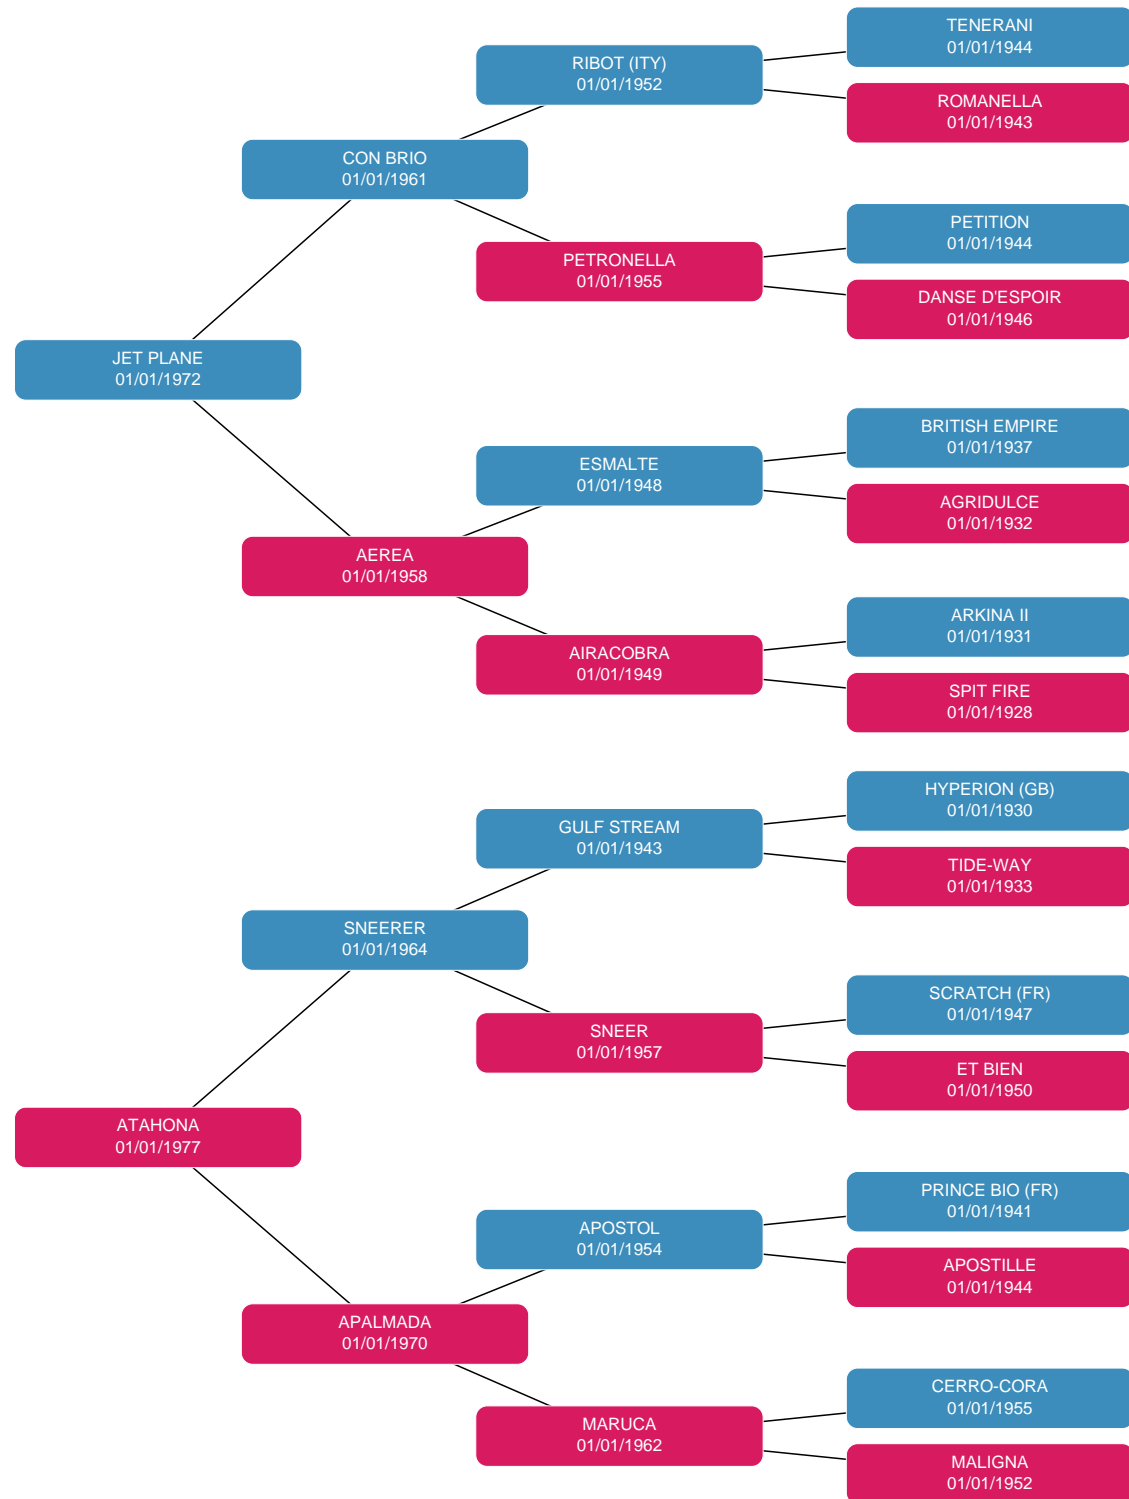 TENERANI
01/01/1944
RIBOT (ITY)
01/01/1952
ROMANELLA
01/01/1943
CON BRIO
01/01/1961
PETITION
01/01/1944
PETRONELLA
01/01/1955
DANSE D'ESPOIR
01/01/1946
JET PLANE
01/01/1972
BRITISH EMPIRE
01/01/1937
ESMALTE
01/01/1948
AGRIDULCE
01/01/1932
AEREA
01/01/1958
ARKINA II
01/01/1931
AIRACOBRA
01/01/1949
SPIT FIRE
01/01/1928
HYPERION (GB)
01/01/1930
GULF STREAM
01/01/1943
TIDE-WAY
01/01/1933
SNEERER
01/01/1964
SCRATCH (FR)
01/01/1947
SNEER
01/01/1957
ET BIEN
01/01/1950
ATAHONA
01/01/1977
PRINCE BIO (FR)
01/01/1941
APOSTOL
01/01/1954
APOSTILLE
01/01/1944
APALMADA
01/01/1970
CERRO-CORA
01/01/1955
MARUCA
01/01/1962
MALIGNA
01/01/1952